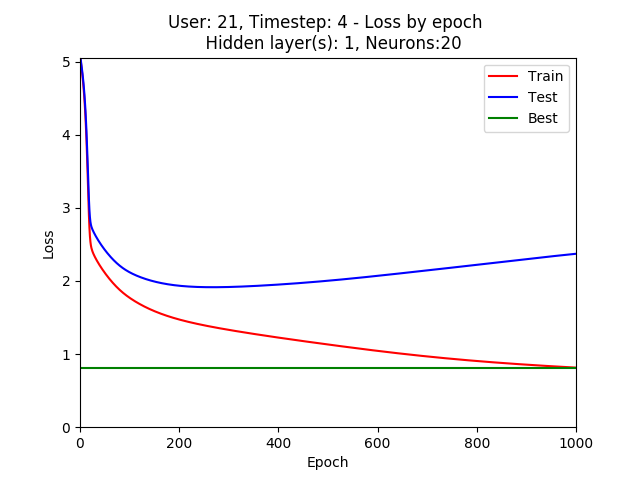 User: 21, Timestep: 4 - Loss by epoch
Hidden layer(s): 1, Neurons:20
Train
Test
Best
5
4
3
2
1
0
Loss
0 200 400 600 800 1000
Epoch